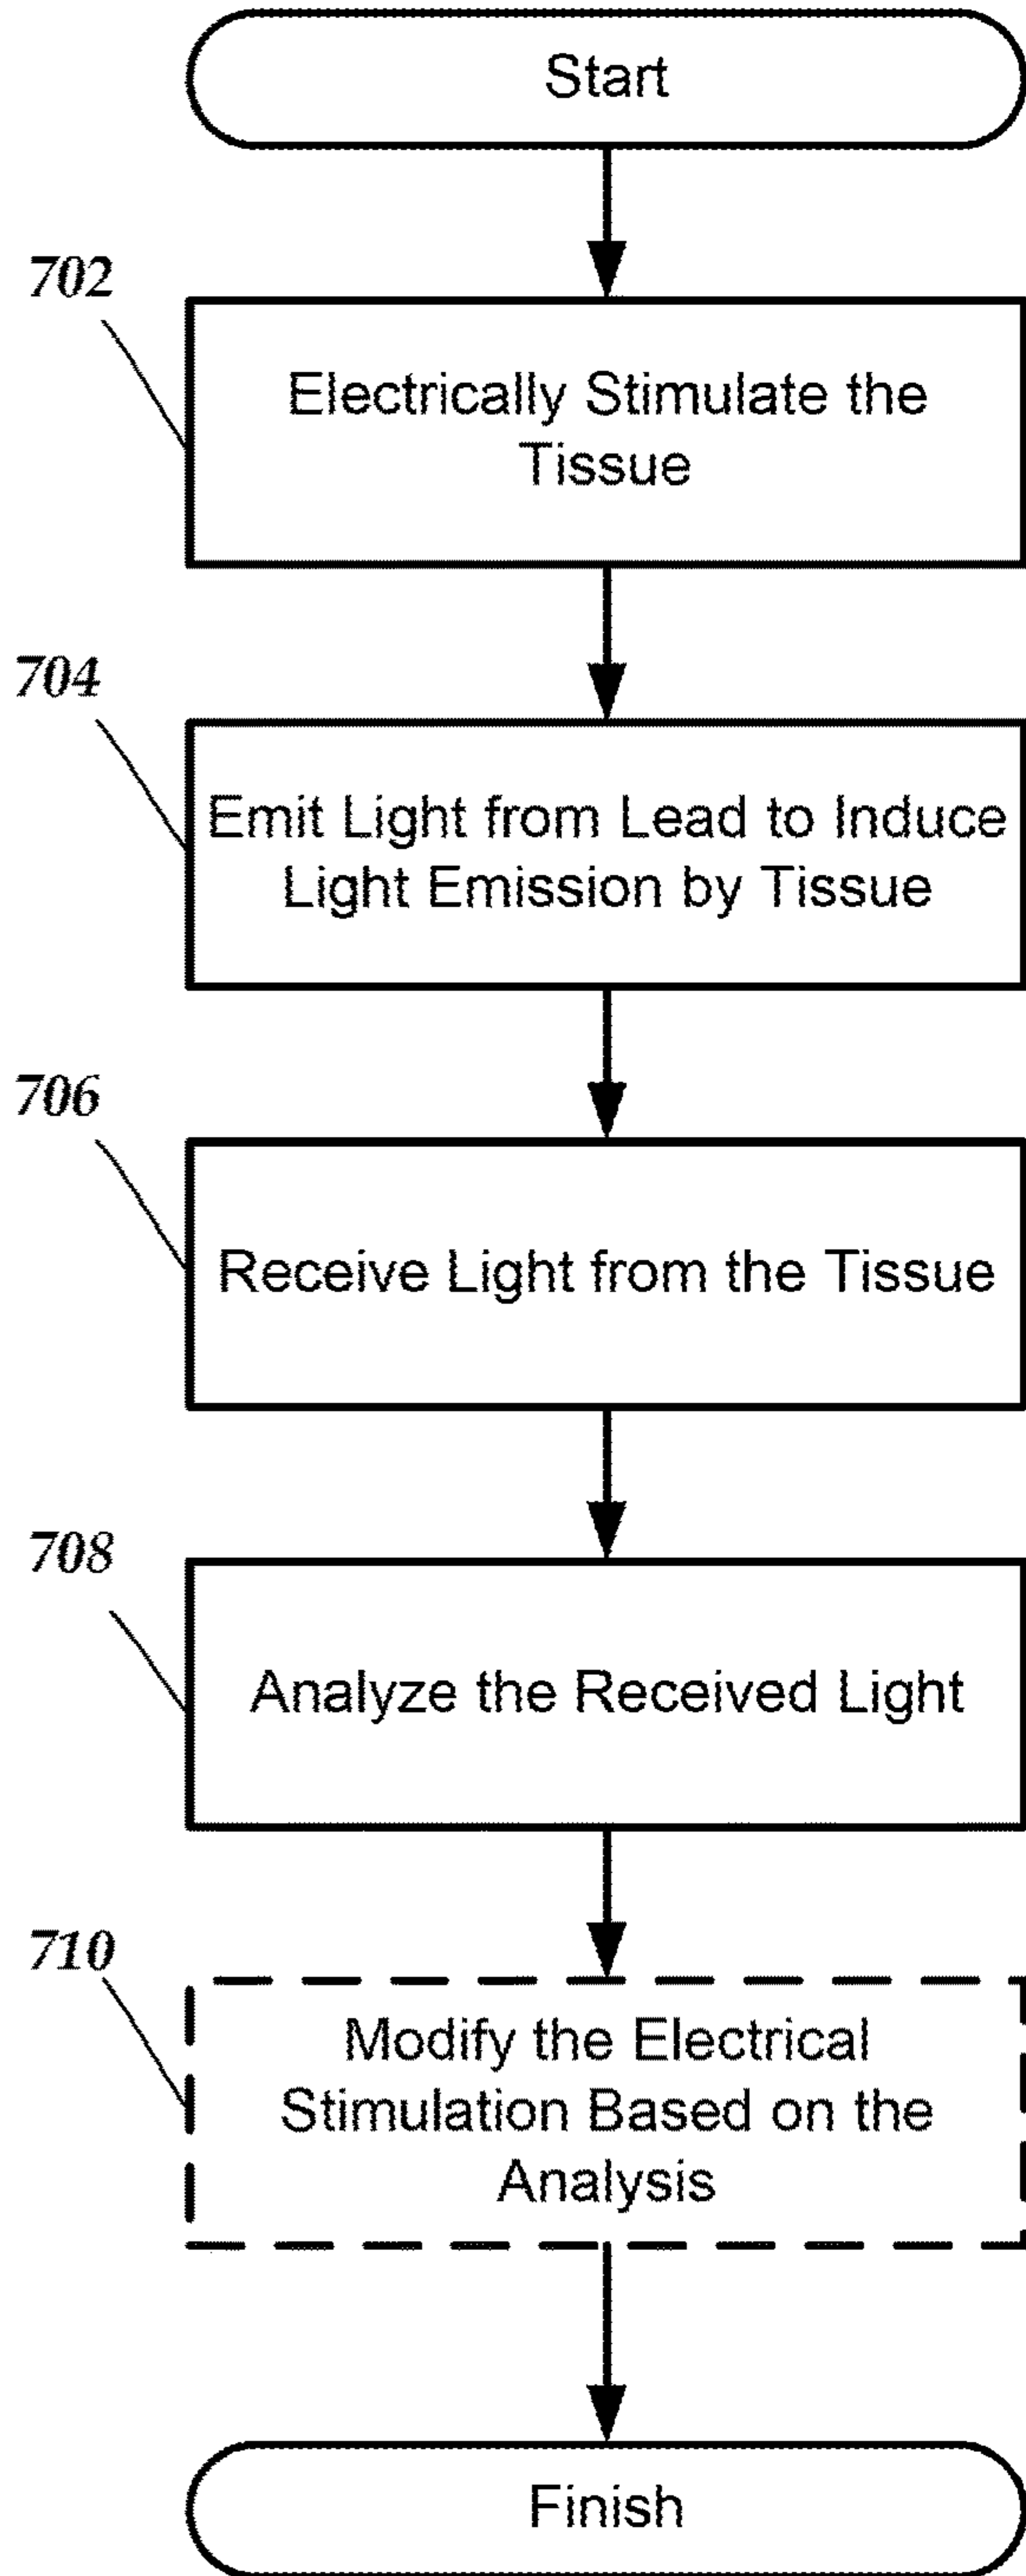 Start
702
Electrically Stimulate the
Tissue
704
Emit Light from Lead to Induce
Light Emission by Tissue
706
Receive Light from the Tissue
708
Analyze the Received Light
710
Modify the Electrical
Stimulation Based on the
Analysis
Finish